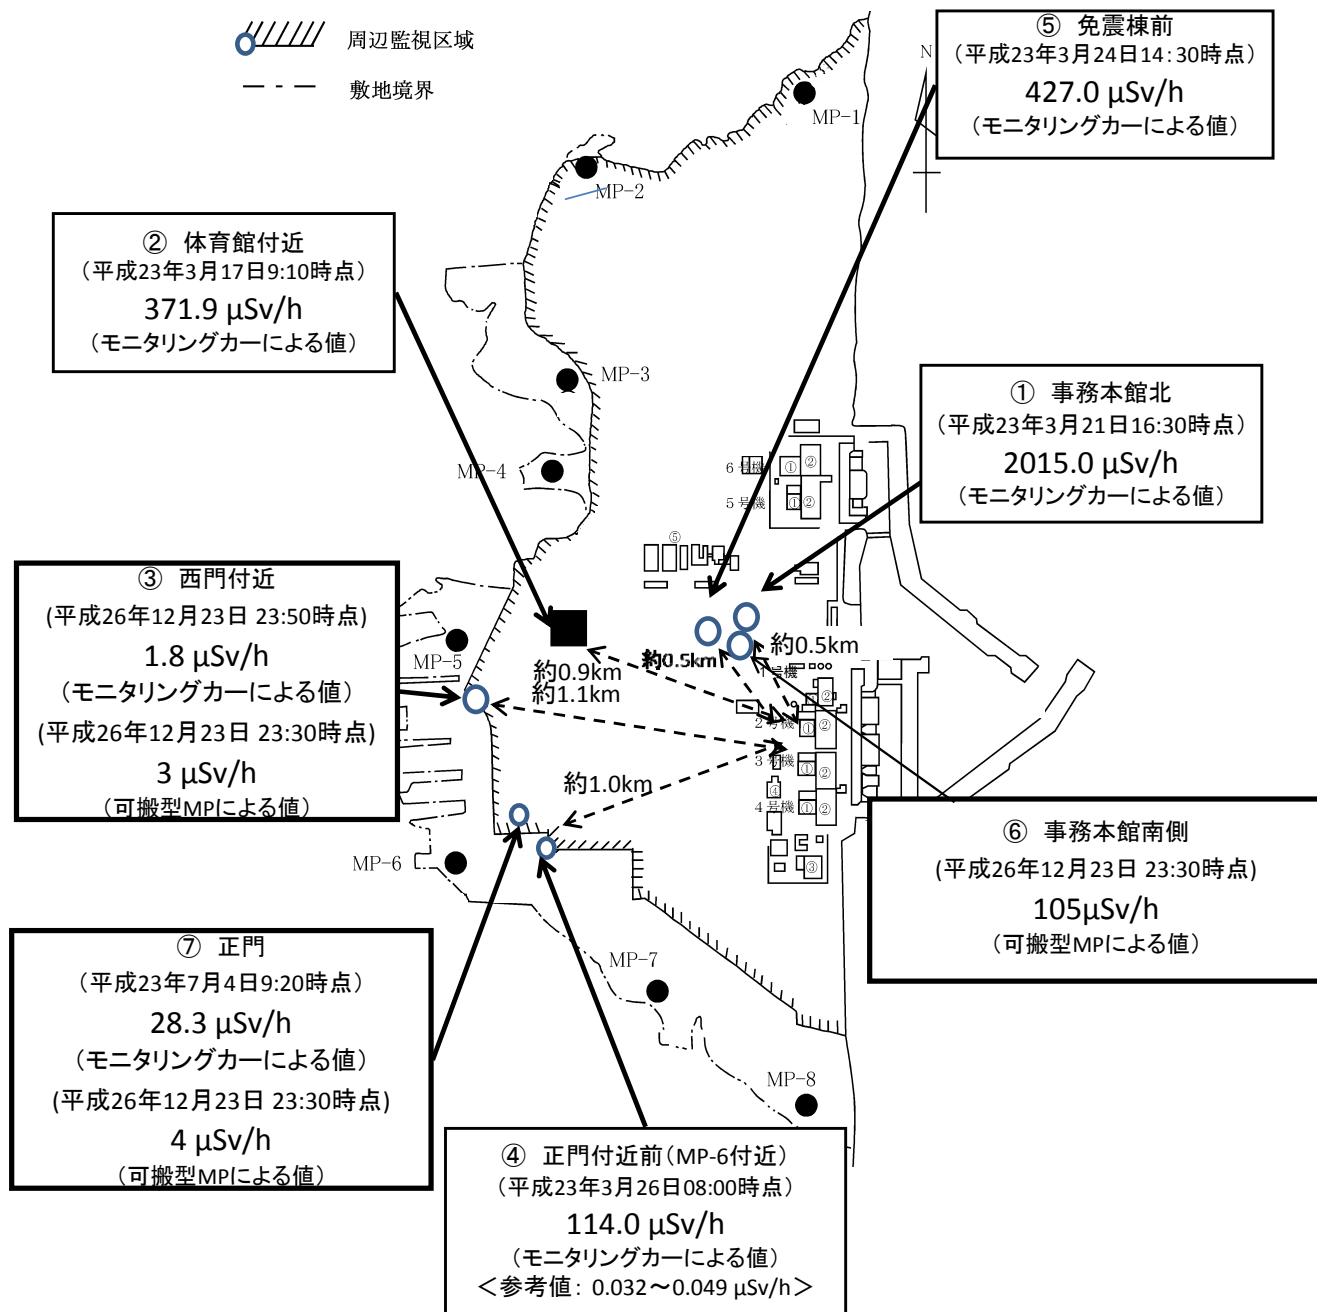 周辺監視区域
敷地境界
⑤ 免震棟前
(平成23年3月24日14:30時点)
427.0 μSv/h
(モニタリングカーによる値)
N
MP-1
MP-2
② 体育館付近
(平成23年3月17日9:10時点)
371.9 μSv/h
(モニタリングカーによる値)
MP-3
① 事務本館北
(平成23年3月21日16:30時点)
2015.0 μSv/h
(モニタリングカーによる値)
MP-4
6号機
① ②
5号機
① ②
⑤
③ 西門付近
(平成26年12月23日 23:50時点)
1.8 μSv/h
(モニタリングカーによる値)
(平成26年12月23日 23:30時点)
3 μSv/h
(可搬型MPによる値)
MP-5
約0.9km
約1.1km
約0.5km
約0.5km
1号機
②
2号機
① ②
3号機
① ②
④
4号機
① ②
③
約1.0km
MP-6
⑥ 事務本館南側
(平成26年12月23日 23:30時点)
105μSv/h
(可搬型MPによる値)
⑦ 正門
(平成23年7月4日9:20時点)
28.3 μSv/h
(モニタリングカーによる値)
(平成26年12月23日 23:30時点)
4 μSv/h
(可搬型MPによる値)
MP-7
MP-8
④ 正門付近前(MP-6付近)
(平成23年3月26日08:00時点)
114.0 μSv/h
(モニタリングカーによる値)
<参考値: 0.032～0.049 μSv/h>